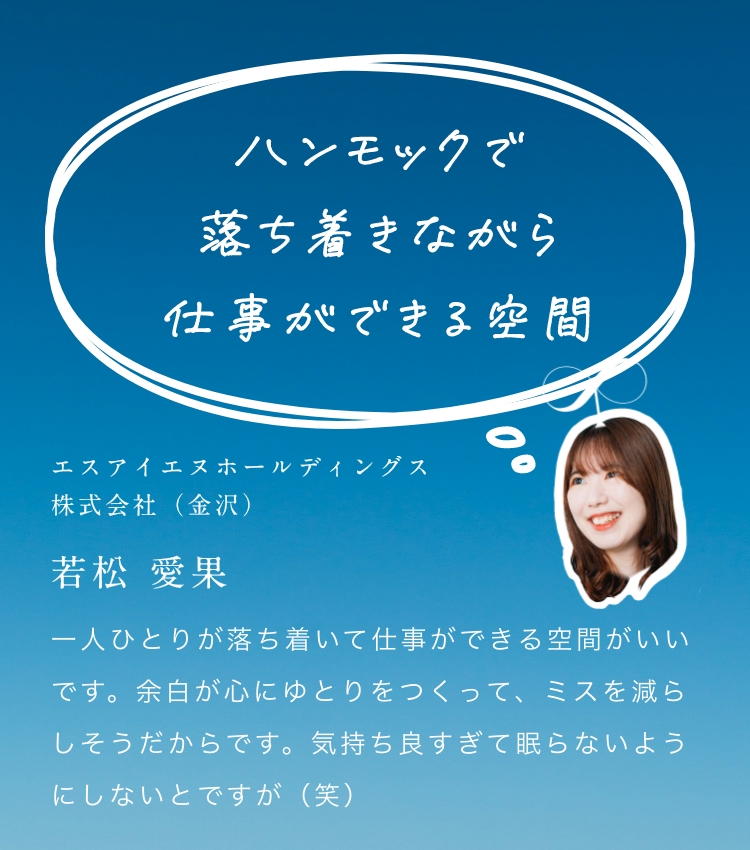 ハンモックで
落ち着きながら
仕事ができる空間
エスアイエヌホールディングス
株式会社（金沢）
若松 愛果
一人ひとりが落ち着いて仕事ができる空間がいい
です。余白が心にゆとりをつくって、ミスを減ら
しそうだからです。気持ち良すぎて眠らないよう
にしないとですが（笑）